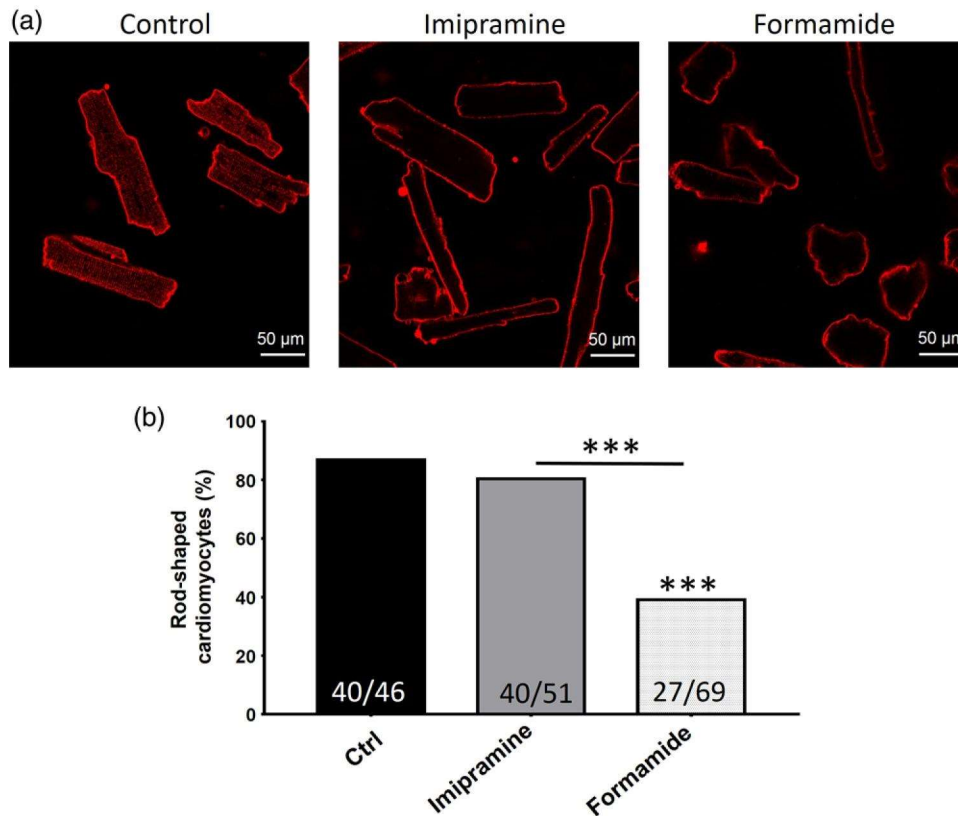 (a)
Control
Imipramine
Formamide
50 µm
50 µm
50 µm
(b)
Rod-shaped
cardiomyocytes (%)
100
80
60
40
20
0
***
***
40/46
40/51
27/69
Ctrl
Imipramine
Formamide